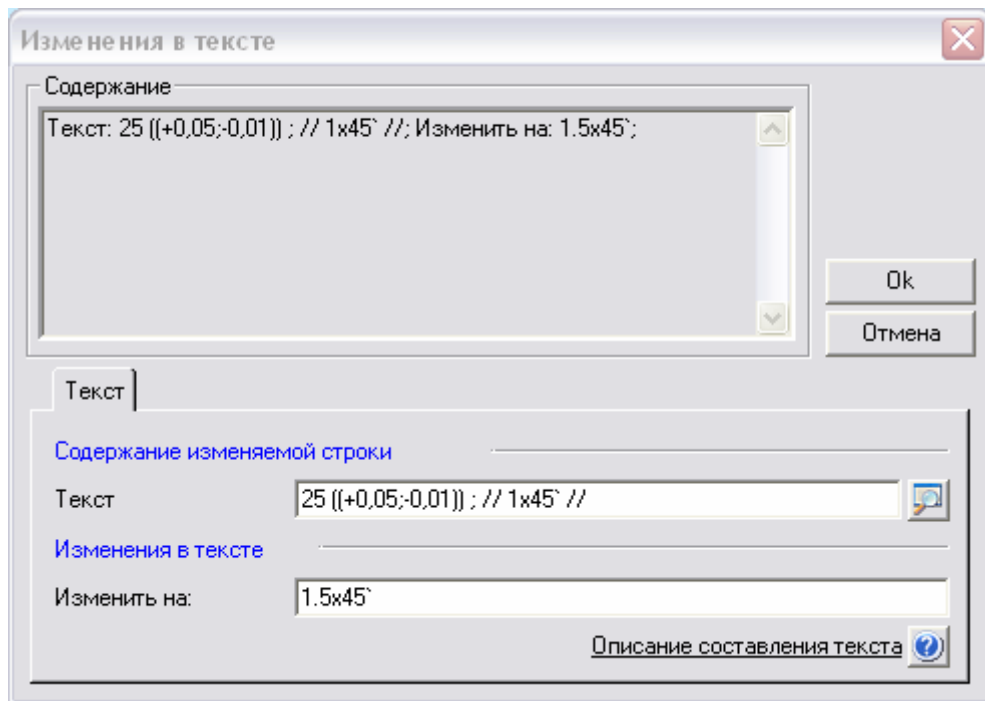 Изменения в тексте
Содержание
Текст: 25 ((+0,05;-0,01)) ; // 1x45` //; Изменить на: 1.5x45`;
Ok
Отмена
Текст
Содержание изменяемой строки
Текст 25 ((+0,05;-0,01)) ; // 1x45` //
Изменения в тексте
Изменить на: 1.5x45`
Описание составления текста